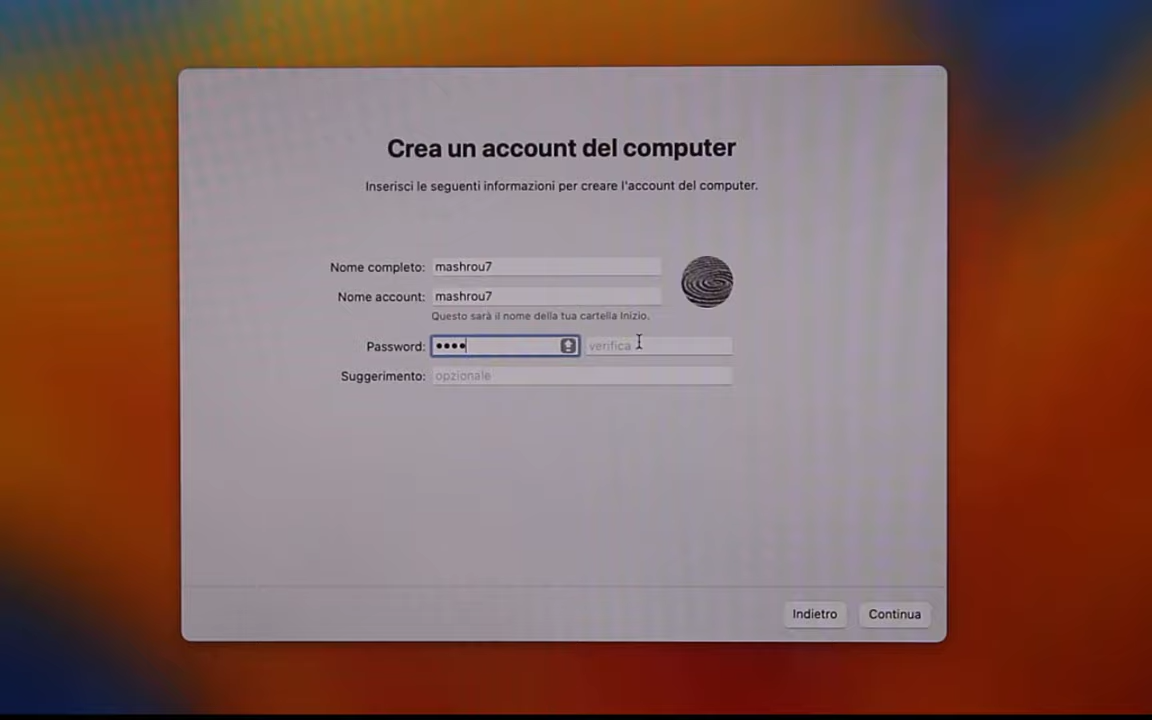 Crea un account del computer
Inserisci le seguenti informazioni per creare l'account del computer.
Nome completo: mashrou7
Nome account: mashrou7
Questo sarà il nome della tua cartella Inizio.
Password: •••• verifica
Suggerimento: opzionale
Indietro Continua